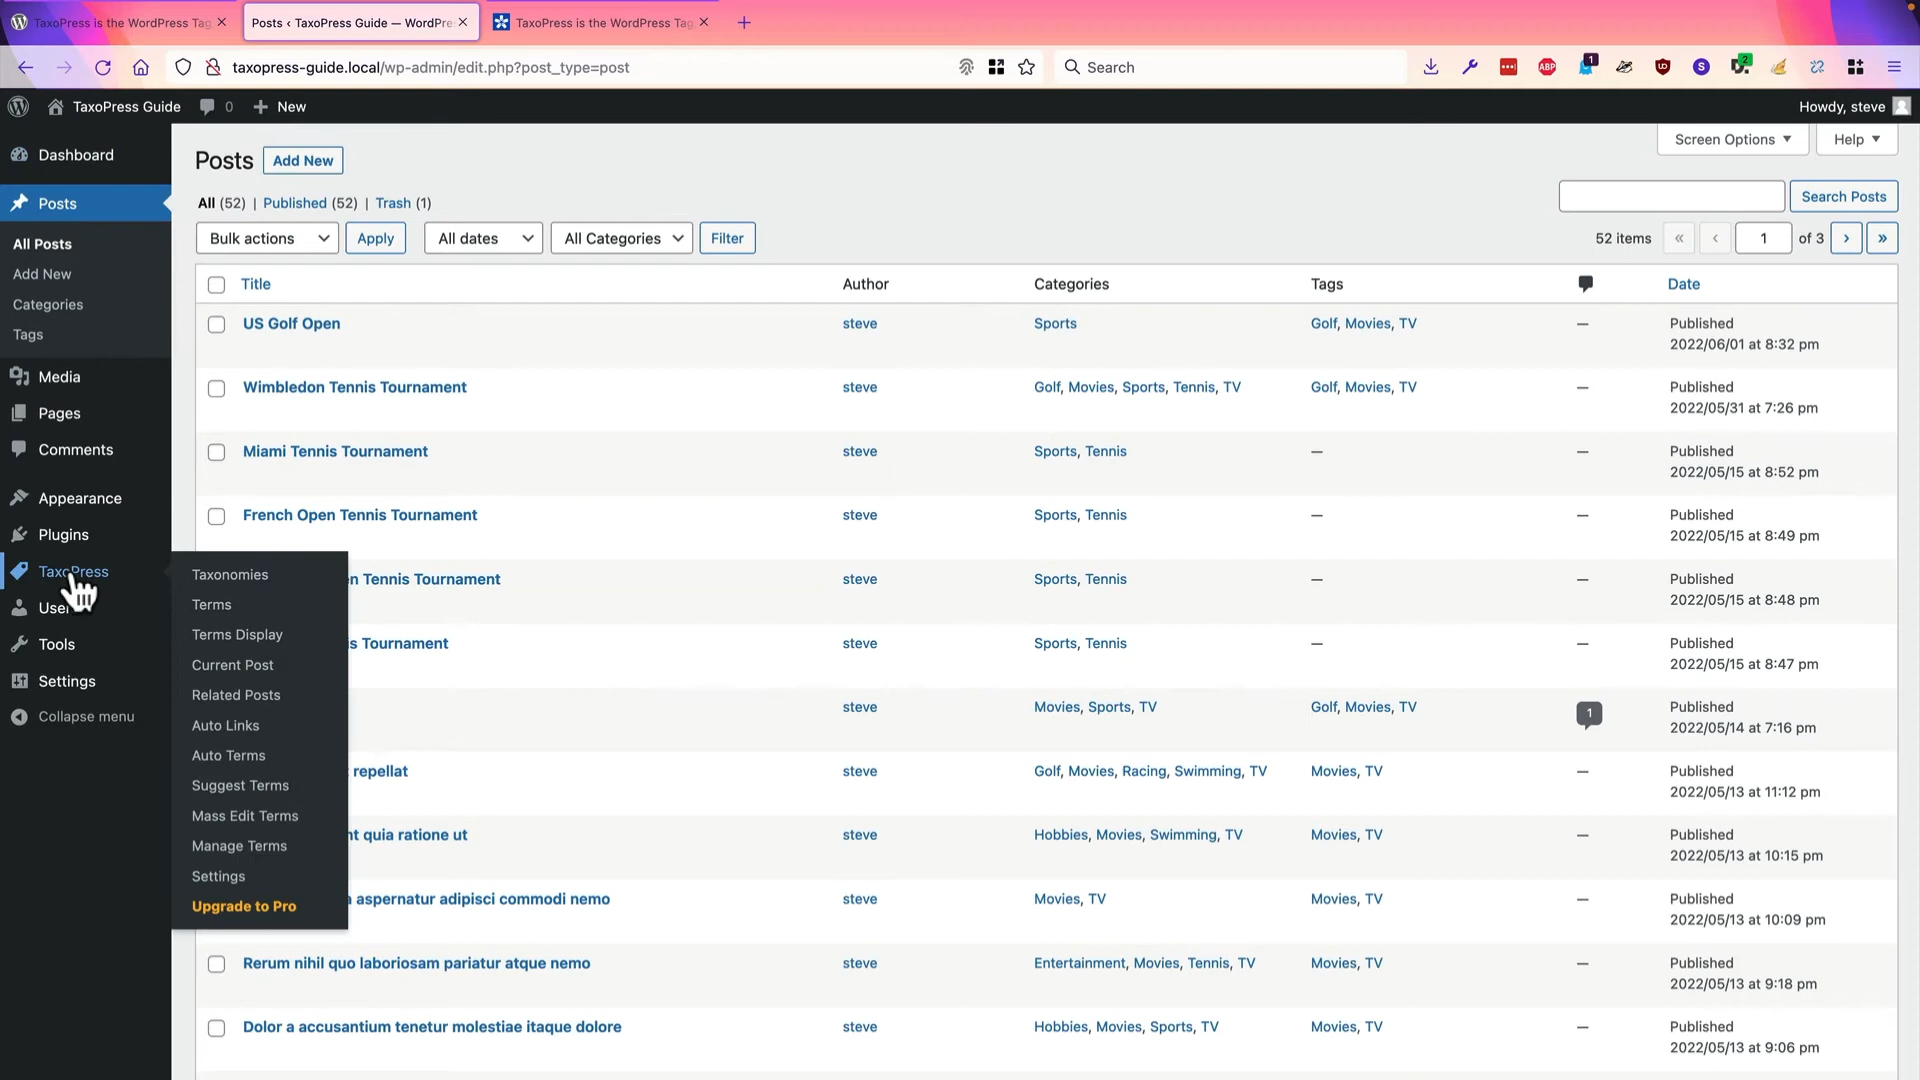 TaxoPress is the WordPress Tag
Posts ‹ TaxoPress Guide — WordPre
TaxoPress is the WordPress Tag
taxopress-guide.local/wp-admin/edit.php?post_type=post
Search
ABP
1
S
2
TaxoPress Guide
0
New
Howdy, steve
Dashboard
Posts
All Posts
Add New
Categories
Tags
Media
Pages
Comments
Appearance
Plugins
TaxoPress
Tools
Settings
Collapse menu
Taxonomies
Terms
Terms Display
Current Post
Related Posts
Auto Links
Auto Terms
Suggest Terms
Mass Edit Terms
Manage Terms
Settings
Upgrade to Pro
Screen Options
Help
Posts
Add New
All (52) | Published (52) | Trash (1)
Search Posts
Bulk actions
Apply
All dates
All Categories
Filter
52 items « ‹ 1 of 3 › »
Title Author Categories Tags Date
US Golf Open steve Sports Golf, Movies, TV — Published
2022/06/01 at 8:32 pm
Wimbledon Tennis Tournament steve Golf, Movies, Sports, Tennis, TV Golf, Movies, TV — Published
2022/05/31 at 7:26 pm
Miami Tennis Tournament steve Sports, Tennis — — Published
2022/05/15 at 8:52 pm
French Open Tennis Tournament steve Sports, Tennis — — Published
2022/05/15 at 8:49 pm
en Tennis Tournament steve Sports, Tennis — — Published
2022/05/15 at 8:48 pm
is Tournament steve Sports, Tennis — — Published
2022/05/15 at 8:47 pm
steve Movies, Sports, TV Golf, Movies, TV 1 Published
2022/05/14 at 7:16 pm
repellat steve Golf, Movies, Racing, Swimming, TV Movies, TV — Published
2022/05/13 at 11:12 pm
nt quia ratione ut steve Hobbies, Movies, Swimming, TV Movies, TV — Published
2022/05/13 at 10:15 pm
aspernatur adipisci commodi nemo steve Movies, TV Movies, TV — Published
2022/05/13 at 10:09 pm
Rerum nihil quo laboriosam pariatur atque nemo steve Entertainment, Movies, Tennis, TV Movies, TV — Published
2022/05/13 at 9:18 pm
Dolor a accusantium tenetur molestiae itaque dolore steve Hobbies, Movies, Sports, TV Movies, TV — Published
2022/05/13 at 9:06 pm